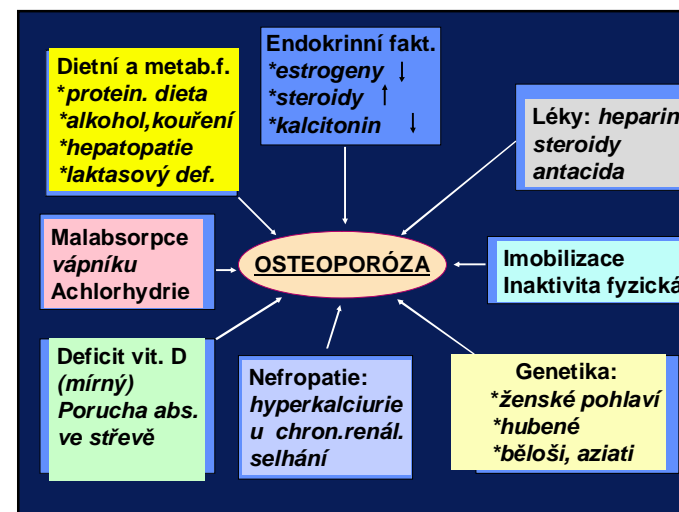 Dietní a metab.f.
*protein. dieta
*alkohol,kouření
*hepatopatie
*laktasový def.
Endokrinní fakt.
*estrogeny ↓
*steroidy ↑
*kalcitonin ↓
Léky: heparin
steroidy
antacida
Malabsorpce
vápníku
Achlorhydrie
OSTEOPORÓZA
Imobilizace
Inaktivita fyzická
Deficit vit. D
(mírný)
Porucha abs.
ve střevě
Nefropatie:
hyperkalciurie
u chron.renál.
selhání
Genetika:
*ženské pohlaví
*hubené
*běloši, aziati